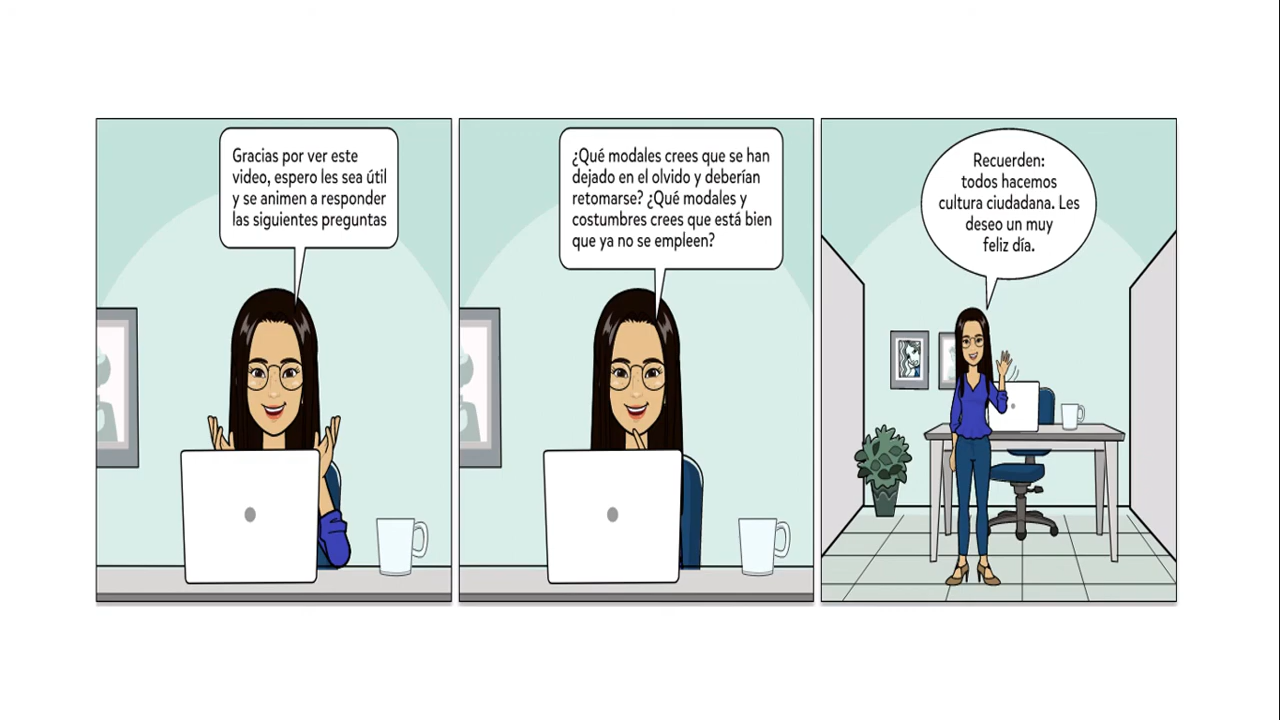 Gracias por ver este
video, espero les sea útil
y se animen a responder
las siguientes preguntas
¿Qué modales crees que se han
dejado en el olvido y deberían
retomarse? ¿Qué modales y
costumbres crees que está bien
que ya no se empleen?
Recuerden:
todos hacemos
cultura ciudadana. Les
deseo un muy
feliz día.